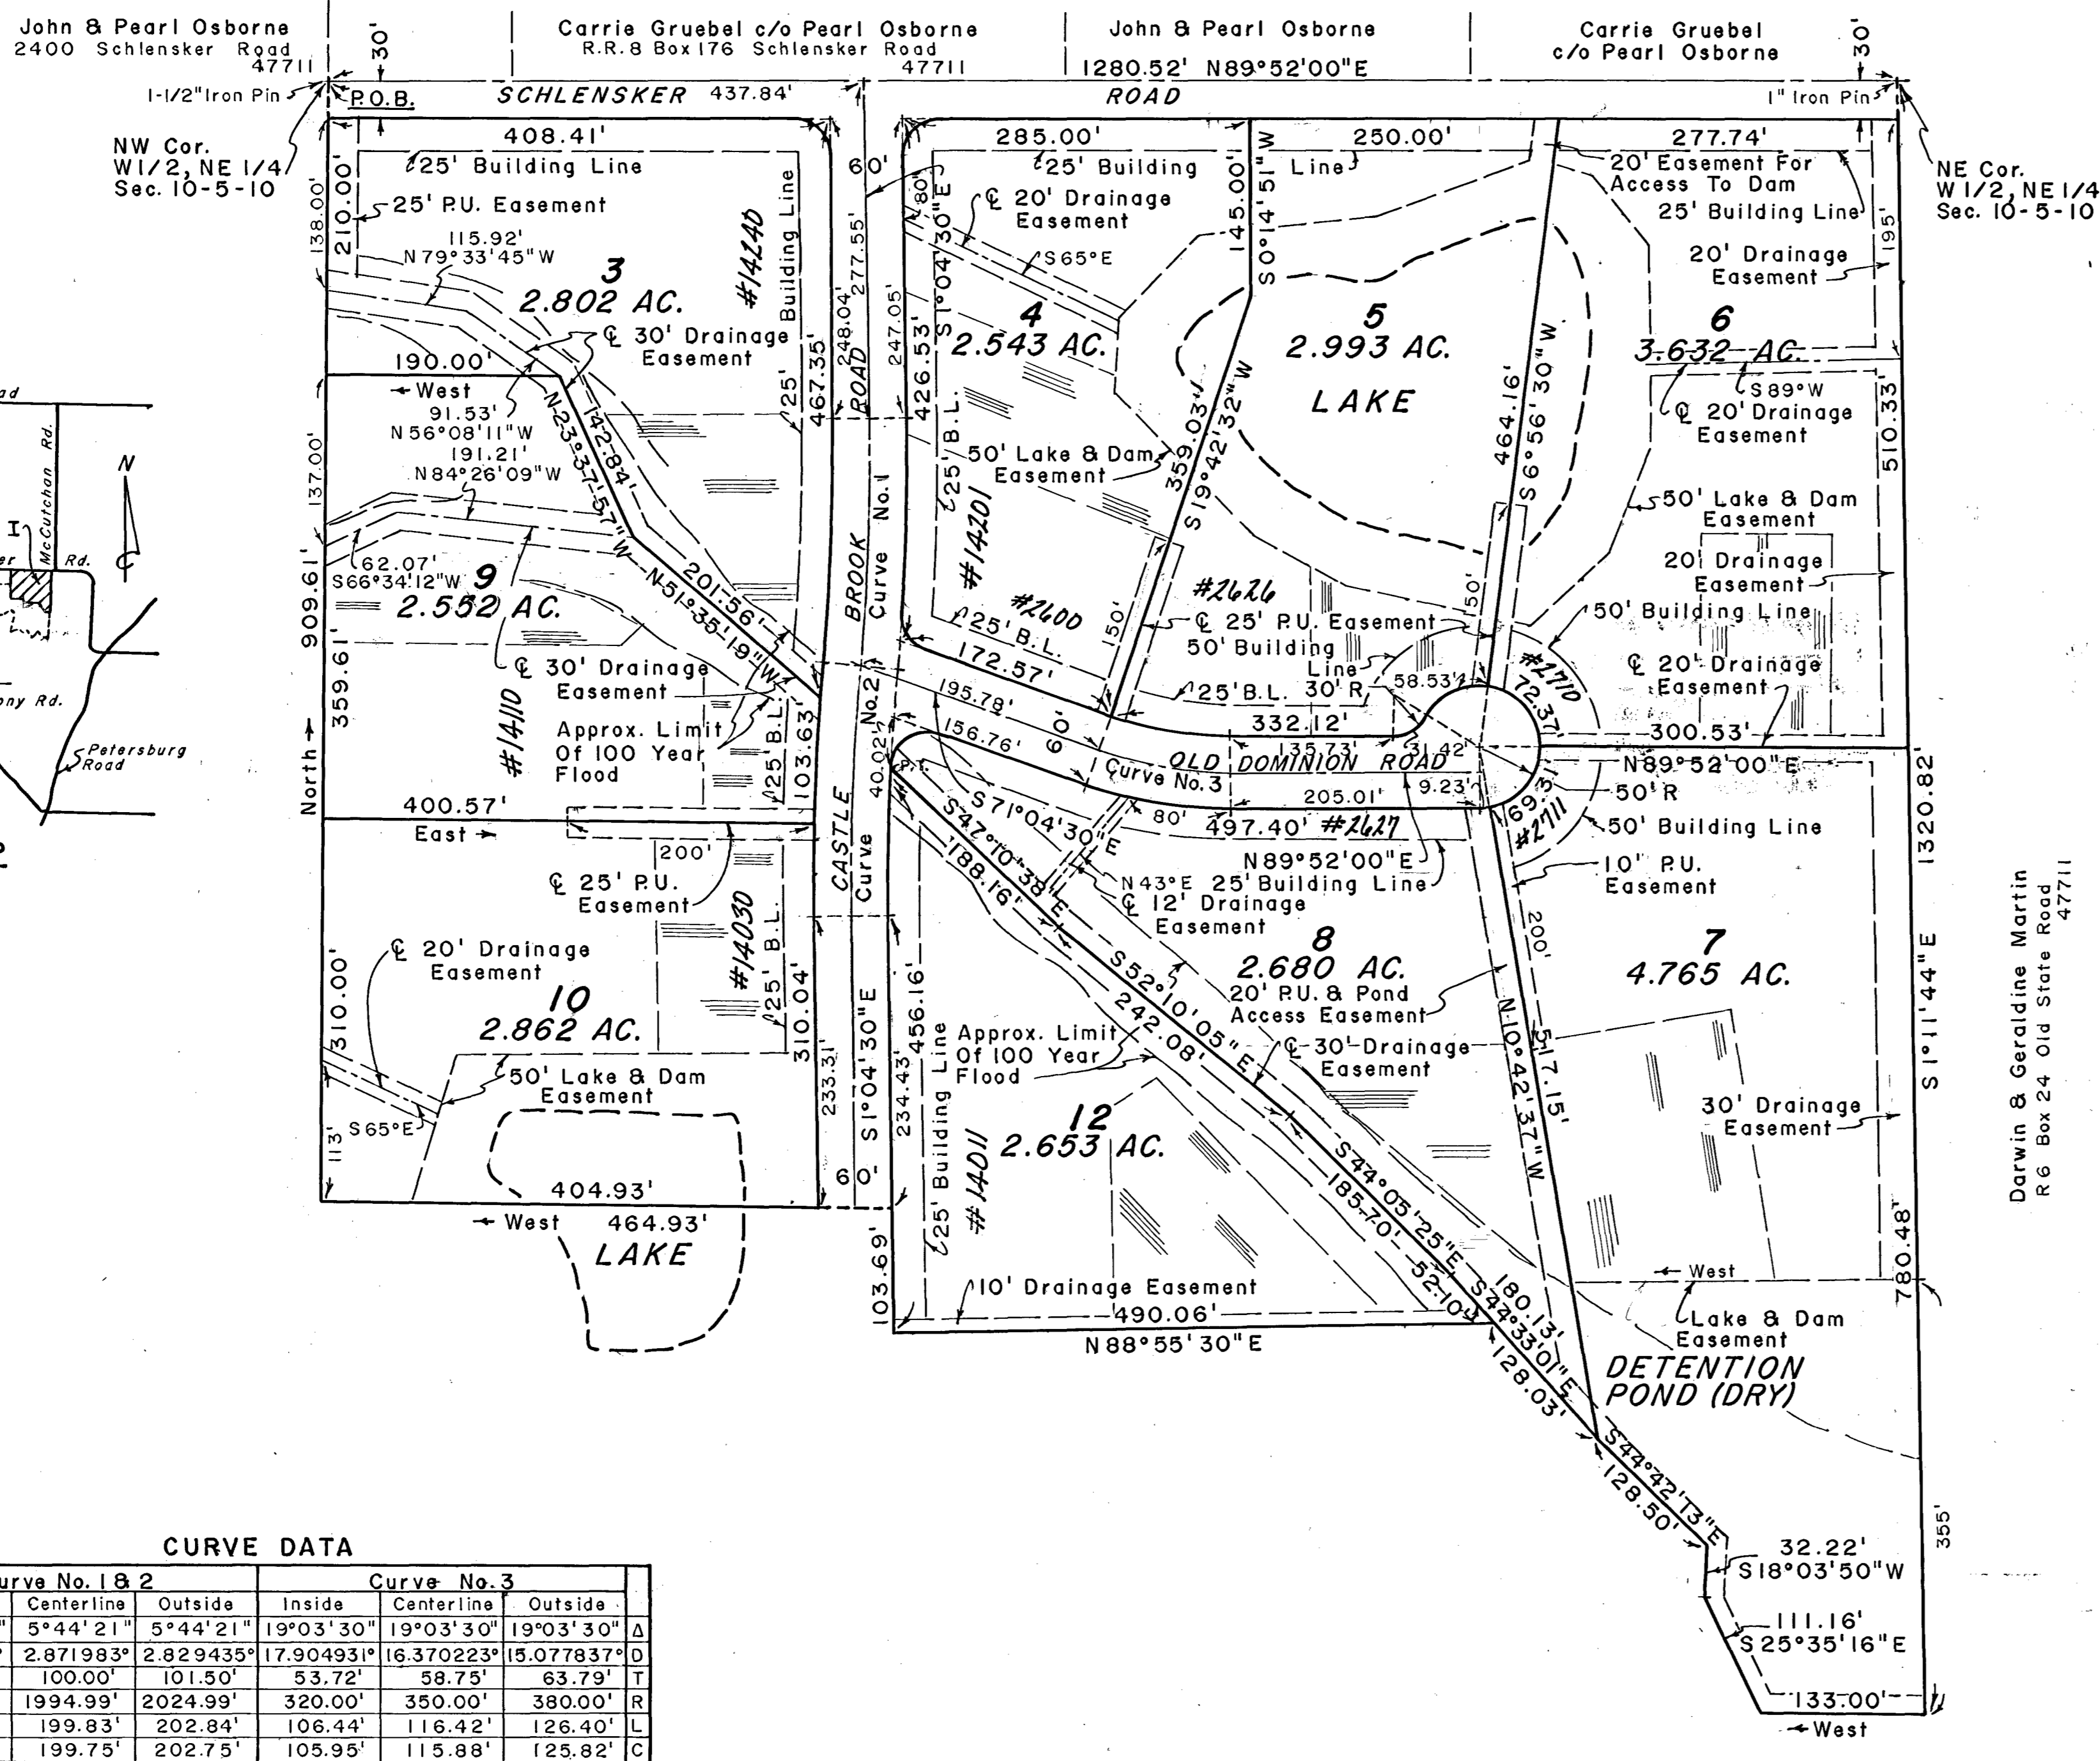 John & Pearl Osborne
2400 Schlensker Road
47711
30'
Carrie Gruebel c/o Pearl Osborne
R.R.8 Box 176 Schlensker Road
47711
John & Pearl Osborne
1280.52' N89°52'00"E
Carrie Gruebel
c/o Pearl Osborne
30'
1-1/2" Iron Pin
P.O.B.
SCHLENSKER 437.84'
ROAD
1" Iron Pin
NW Cor.
W1/2, NE 1/4
Sec. 10-5-10
NE Cor.
W1/2, NE 1/4
Sec. 10-5-10
408.41'
25' Building Line
138.00'
210.00'
25' P.U. Easement
115.92'
N79°33'45"W
3
2.802 AC.
#14240
25' Building Line
℄ 30' Drainage
Easement
190.00'
← West
91.53'
N56°08'11"W
191.21'
N84°26'09"W
N23°37'57"W
142.84'
467.35'
248.04'
277.55'
60'
247.05'
426.53'
80'
S1°04'30"E
285.00'
25' Building
Line
℄ 20' Drainage
Easement
S65°E
4
2.543 AC.
145.00'
S0°14'51"W
250.00'
5
2.993 AC.
LAKE
359.03'
S19°42'32"W
50' Lake & Dam
Easement
25' B.L.
#14201
#2600
25' B.L.
172.57'
277.74'
20' Easement For
Access To Dam
25' Building Line
20' Drainage
Easement
195'
6
3.632 AC.
S89°W
℄ 20' Drainage
Easement
510.33'
464.16'
S6°56'30"W
50' Lake & Dam
Easement
20' Drainage
Easement
50' Building Line
℄ 20' Drainage
Easement
#2710
72.37'
300.53'
N89°52'00"E
#2626
℄ 25' P.U. Easement
50' Building
Line
150'
150'
25' B.L. 30' R
58.53'
332.12'
135.73'
31.42'
OLD DOMINION ROAD
Curve No.3
9.23'
205.01'
80' 497.40' #2627
N89°52'00"E
25' Building Line
50' R
50' Building Line
69.31'
#2711
10' P.U.
Easement
137.00'
909.61'
359.61'
North →
62.07'
S66°34'12"W
9
2.552 AC.
201.56'
N51°35'19"W
℄ 30' Drainage
Easement
#14110
Approx. Limit
Of 100 Year
Flood
25' B.L.
103.63'
400.57'
East →
CASTLE BROOK ROAD
Curve No.1
Curve No.2
195.78'
60'
156.76'
40.02'
S71°04'30"E
S47°10'38"E
188.16'
N43°E
℄ 12' Drainage
Easement
200'
℄ 25' P.U.
Easement
#14030
25' B.L.
310.04'
℄ 20' Drainage
Easement
310.00'
10
2.862 AC.
50' Lake & Dam
Easement
S65°E
113'
404.93'
← West 464.93'
LAKE
233.31'
S1°04'30"E
60'
234.43'
456.16'
103.69'
25' Building Line
#14011
Approx. Limit
Of 100 Year
Flood
12
2.653 AC.
10' Drainage Easement
490.06'
N88°55'30"E
8
2.680 AC.
20' P.U. & Pond
Access Easement
℄ 30' Drainage
Easement
S52°10'05"E
242.08'
S44°05'25"E
185.70'
52.10'
180.13'
S44°33'01"E
128.03'
200'
517.15'
N10°42'37"W
7
4.765 AC.
30' Drainage
Easement
← West
Lake & Dam
Easement
DETENTION
POND (DRY)
1320.82'
S1°11'44"E
780.48'
355'
S44°42'13"E
128.50'
32.22'
S18°03'50"W
111.16'
S25°35'16"E
133.00'
← West
Darwin & Geraldine Martin
R6 Box 24 Old State Road
47711
McCutchan Rd.
N
Rd.
Petersburg
Road
CURVE DATA
Curve No. 3
Centerline Outside Inside Centerline Outside
5°44'21" 5°44'21" 19°03'30" 19°03'30" 19°03'30" Δ
2.871983° 2.829435° 17.904931° 16.370223° 15.077837° D
100.00' 101.50' 53.72' 58.75' 63.79' T
1994.99' 2024.99' 320.00' 350.00' 380.00' R
199.83' 202.84' 106.44' 116.42' 126.40' L
199.75' 202.75' 105.95' 115.88' 125.82' C